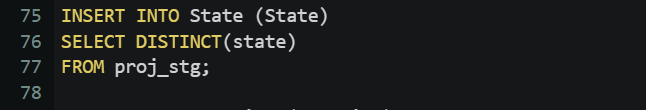 75 INSERT INTO State (State)
76 SELECT DISTINCT(state)
77 FROM proj_stg;
78